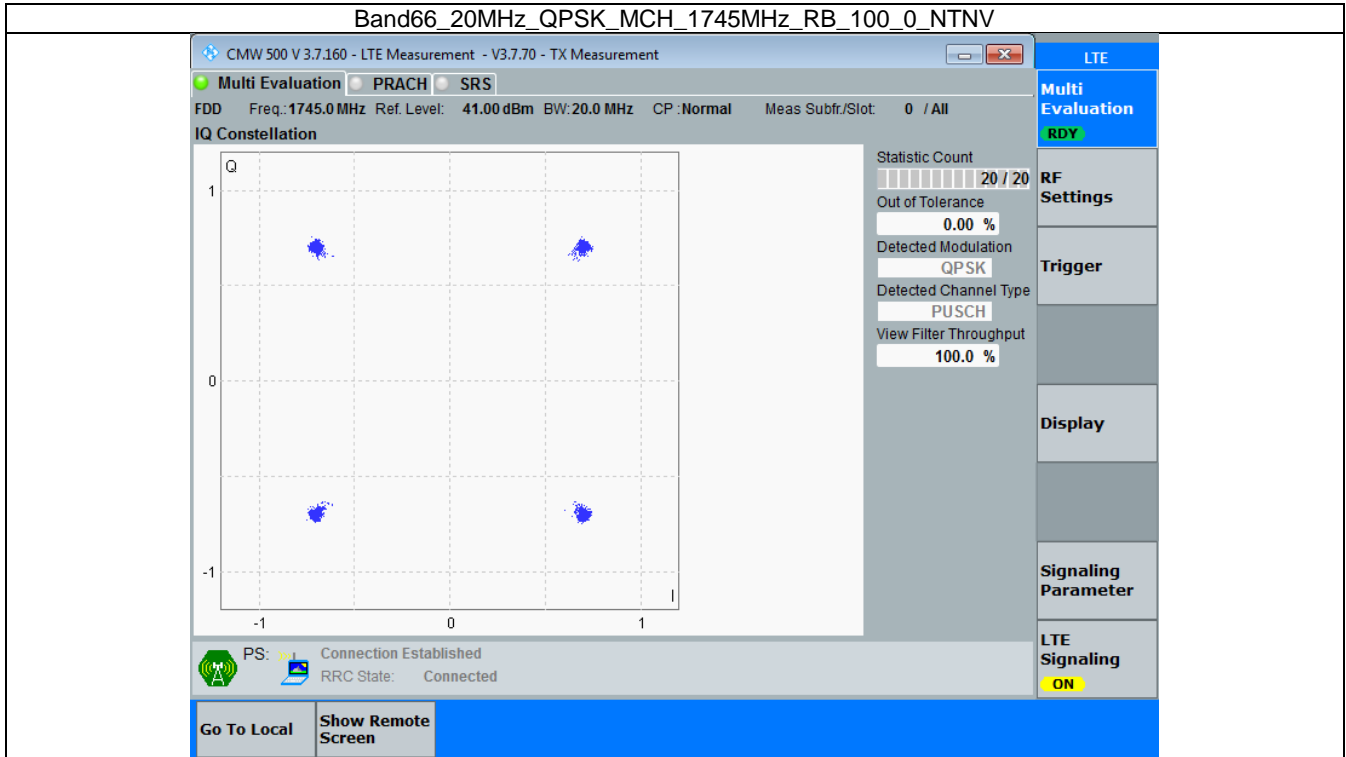 Band66_20MHz_QPSK_MCH_1745MHz_RB_100_0_NTNV
CMW 500 V 3.7.160 - LTE Measurement - V3.7.70 - TX Measurement
LTE
Multi Evaluation PRACH SRS
Multi
Evaluation
RDY
FDD Freq.: 1745.0 MHz Ref. Level: 41.00 dBm BW: 20.0 MHz CP : Normal Meas Subfr./Slot: 0 / All
IQ Constellation
Q
1
0
-1
I
-1 0 1
Statistic Count
20 / 20
Out of Tolerance
0.00 %
Detected Modulation
QPSK
Detected Channel Type
PUSCH
View Filter Throughput
100.0 %
RF
Settings
Trigger
Display
Signaling
Parameter
LTE
Signaling
ON
PS: Connection Established
RRC State: Connected
Go To Local
Show Remote
Screen